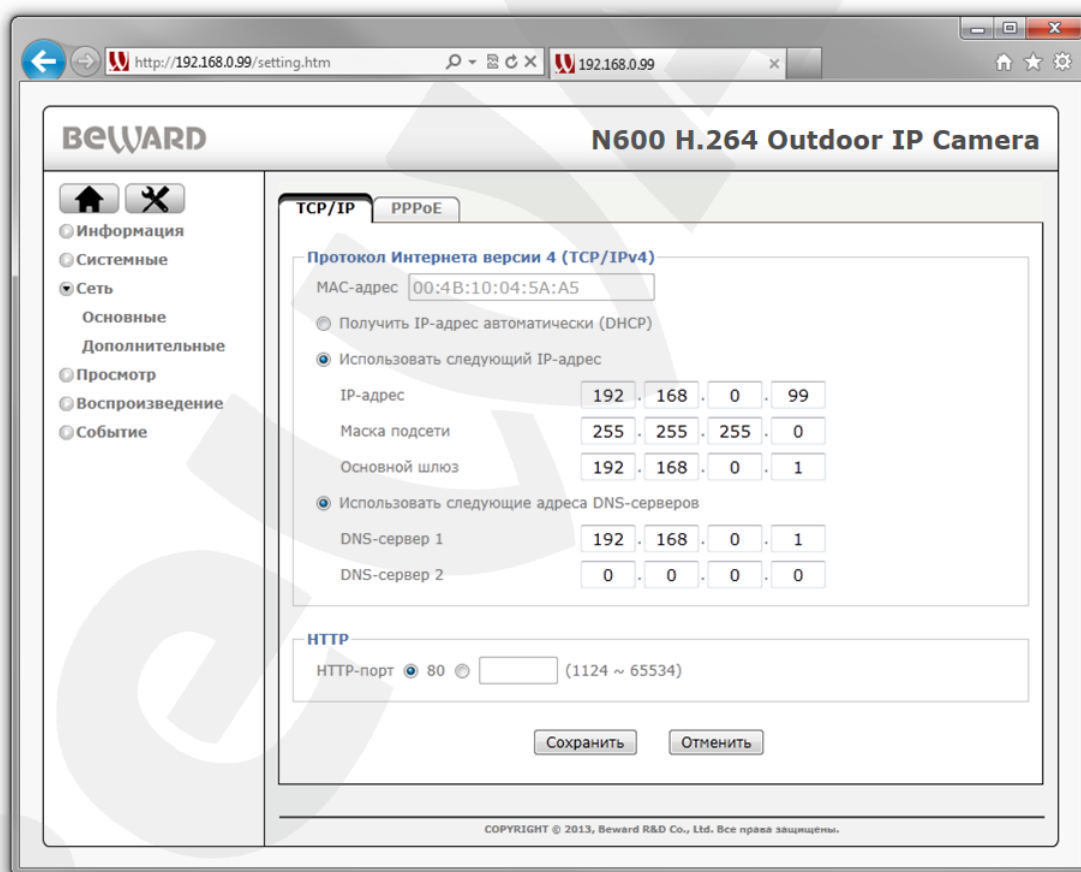 http://192.168.0.99/setting.htm
192.168.0.99
BEWARD
N600 H.264 Outdoor IP Camera
Информация
Системные
Сеть
Основные
Дополнительные
Просмотр
Воспроизведение
Событие
TCP/IP PPPoE
Протокол Интернета версии 4 (TCP/IPv4)
MAC-адрес 00:4B:10:04:5A:A5
Получить IP-адрес автоматически (DHCP)
Использовать следующий IP-адрес
IP-адрес 192 . 168 . 0 . 99
Маска подсети 255 . 255 . 255 . 0
Основной шлюз 192 . 168 . 0 . 1
Использовать следующие адреса DNS-серверов
DNS-сервер 1 192 . 168 . 0 . 1
DNS-сервер 2 0 . 0 . 0 . 0
HTTP
HTTP-порт 80 (1124 ~ 65534)
Сохранить Отменить
COPYRIGHT © 2013, Beward R&D Co., Ltd. Все права защищены.